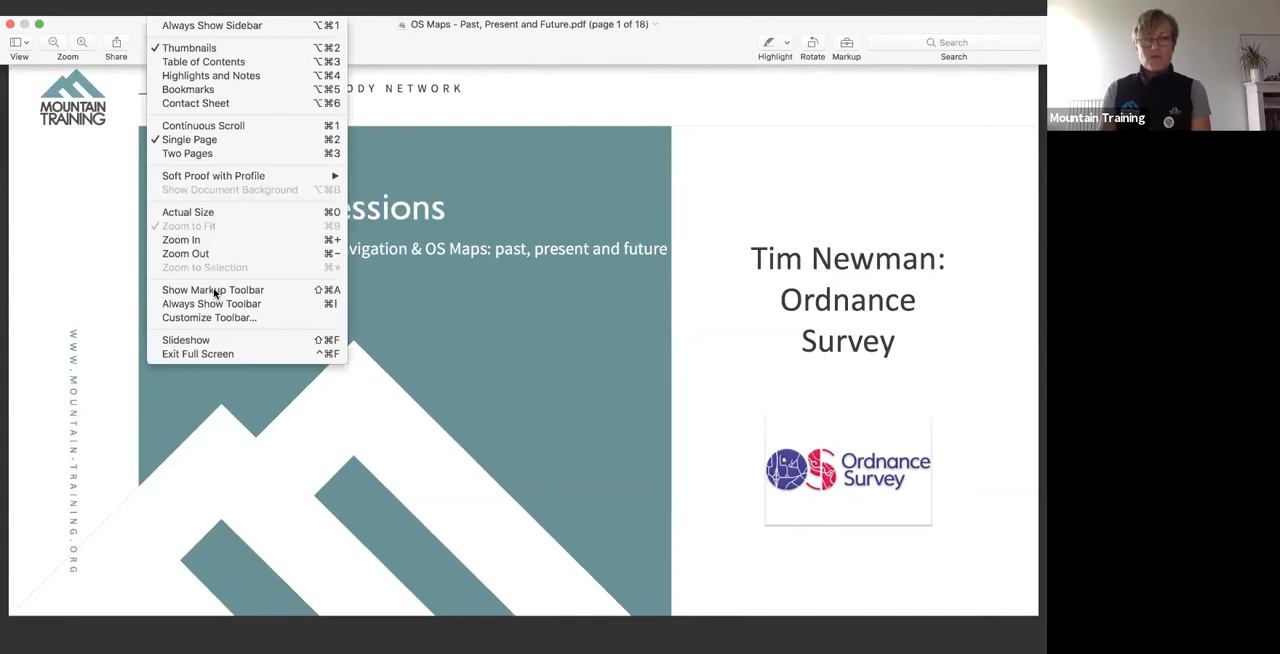 OS Maps - Past, Present and Future.pdf (page 1 of 18)
View
Zoom
Share
Highlight
Rotate
Markup
Search
Search
Always Show Sidebar ⌥⌘1
Thumbnails ⌥⌘2
Table of Contents ⌥⌘3
Highlights and Notes ⌥⌘4
Bookmarks ⌥⌘5
Contact Sheet ⌥⌘6
Continuous Scroll ⌘1
Single Page ⌘2
Two Pages ⌘3
Soft Proof with Profile
Show Document Background ⌥⌘B
Actual Size ⌘0
Zoom to Fit ⌘9
Zoom In ⌘+
Zoom Out ⌘−
Zoom to Selection ⌘*
Show Markup Toolbar ⇧⌘A
Always Show Toolbar ⌘I
Customize Toolbar...
Slideshow ⇧⌘F
Exit Full Screen ^⌘F
MOUNTAIN
TRAINING
ODY NETWORK
essions
vigation & OS Maps: past, present and future
WWW.MOUNTAIN-TRAINING.ORG
Tim Newman:
Ordnance
Survey
Ordnance
Survey
Mountain Training